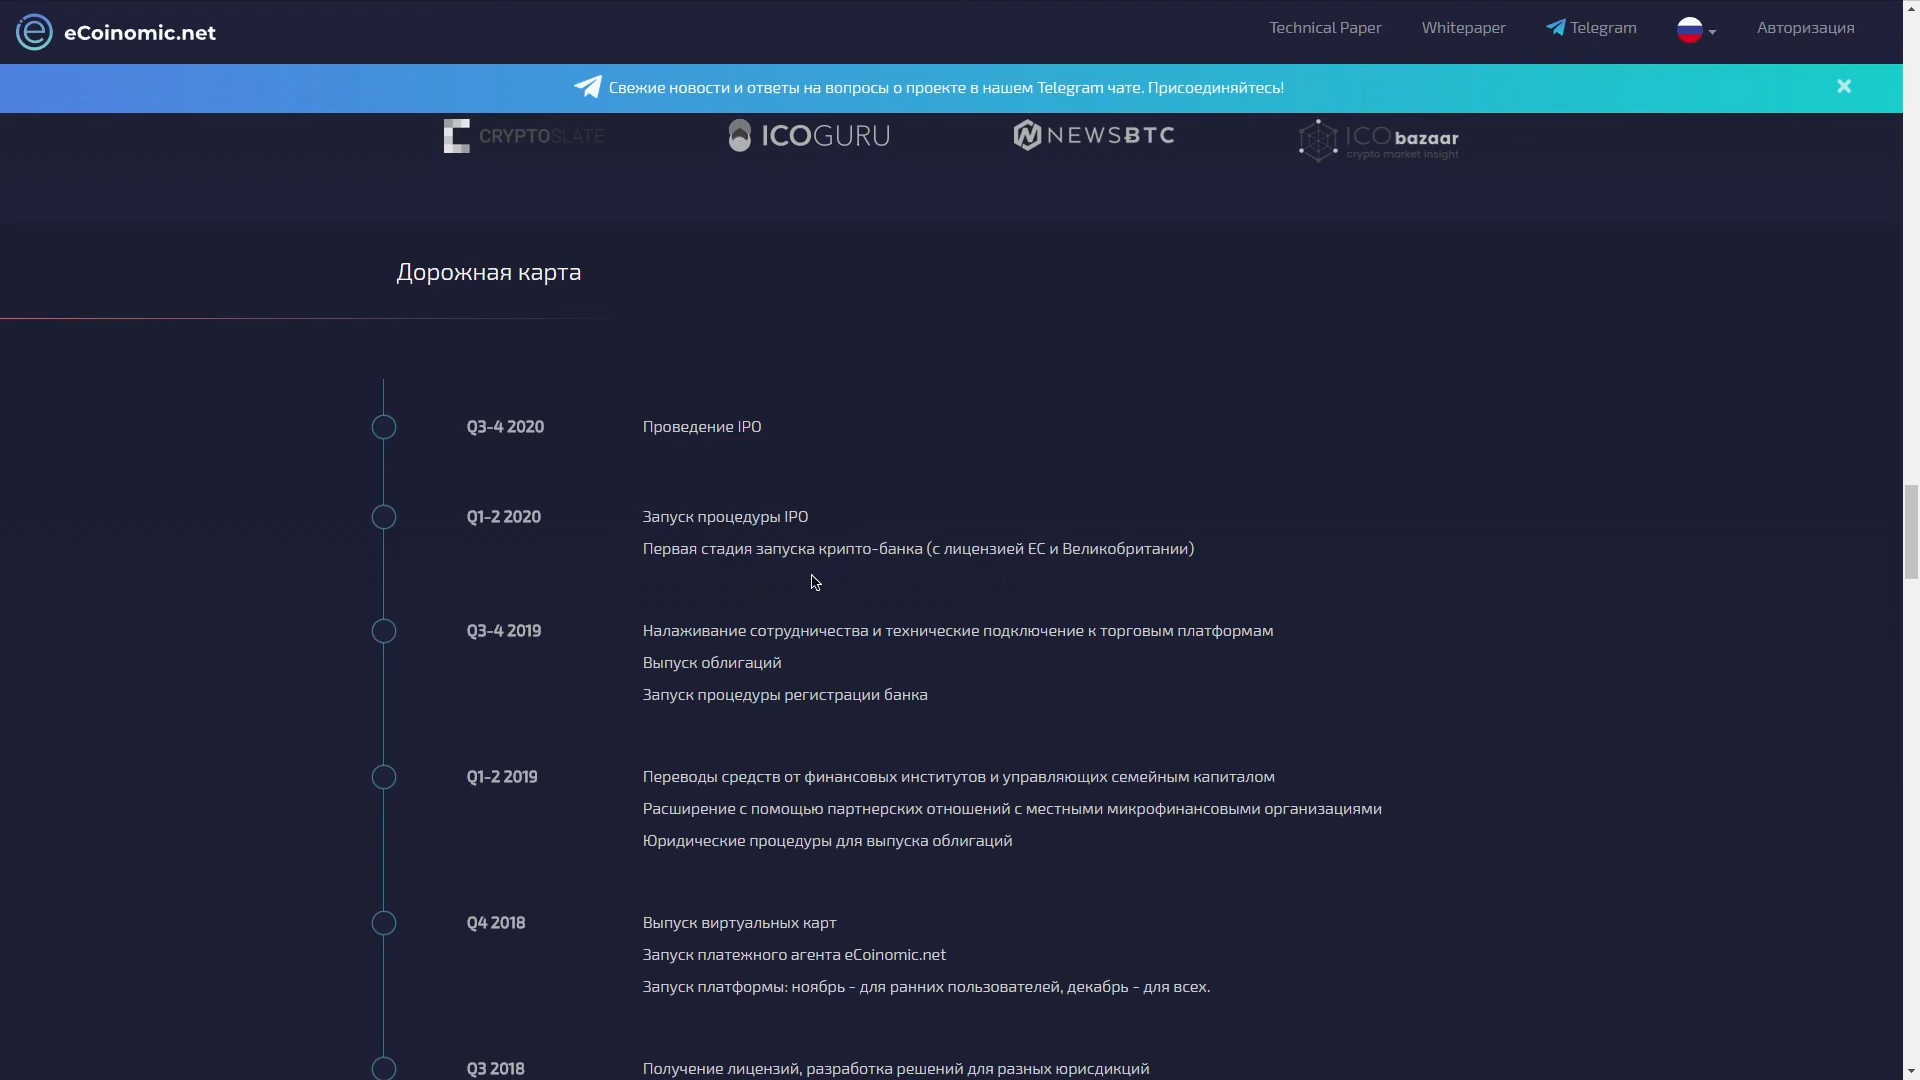 eCoinomic.net
Technical Paper
Whitepaper
Telegram
Авторизация
Свежие новости и ответы на вопросы о проекте в нашем Telegram чате. Присоединяйтесь!
CRYPTOSLATE
ICOGURU
NEWSBTC
ICObazaar
crypto market insight
Дорожная карта
Q3-4 2020
Проведение IPO
Q1-2 2020
Запуск процедуры IPO
Первая стадия запуска крипто-банка (с лицензией ЕС и Великобритании)
Q3-4 2019
Налаживание сотрудничества и технические подключение к торговым платформам
Выпуск облигаций
Запуск процедуры регистрации банка
Q1-2 2019
Переводы средств от финансовых институтов и управляющих семейным капиталом
Расширение с помощью партнерских отношений с местными микрофинансовыми организациями
Юридические процедуры для выпуска облигаций
Q4 2018
Выпуск виртуальных карт
Запуск платежного агента eCoinomic.net
Запуск платформы: ноябрь - для ранних пользователей, декабрь - для всех.
Q3 2018
Получение лицензий, разработка решений для разных юрисдикций